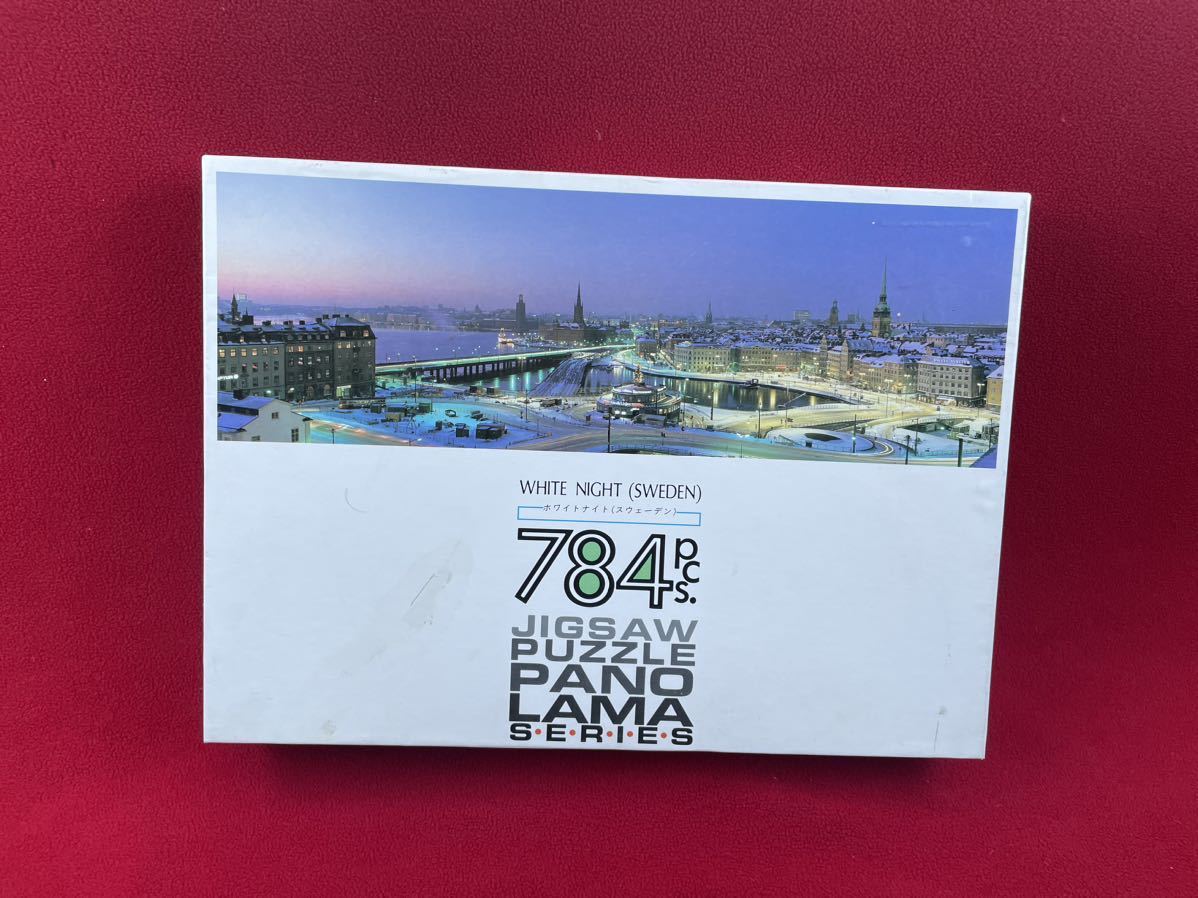 WHITE NIGHT (SWEDEN)
ホワイトナイト(スウェーデン)
784pcs.
JIGSAW
PUZZLE
PANO
LAMA
S·E·R·I·E·S